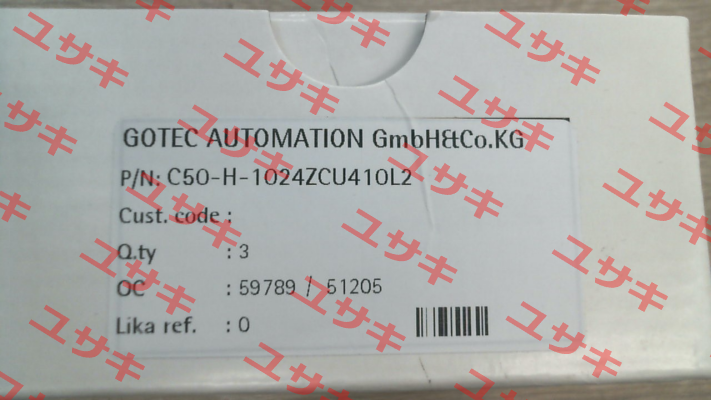 GOTEC AUTOMATION GmbH&Co.KG
P/N: C50-H-1024ZCU410L2
Cust. code :
Q.ty : 3
OC : 59789 / 51205
Lika ref. : 0
ユサキ